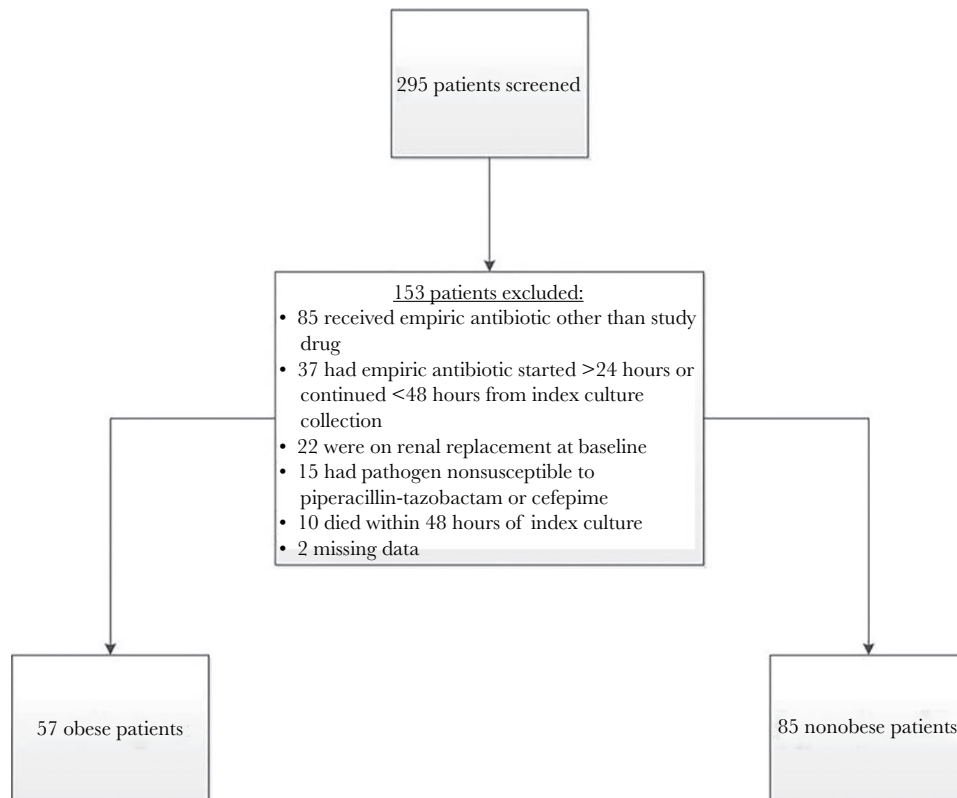 295 patients screened
153 patients excluded:
• 85 received empiric antibiotic other than study
drug
• 37 had empiric antibiotic started >24 hours or
continued <48 hours from index culture
collection
• 22 were on renal replacement at baseline
• 15 had pathogen nonsusceptible to
piperacillin-tazobactam or cefepime
• 10 died within 48 hours of index culture
• 2 missing data
57 obese patients
85 nonobese patients